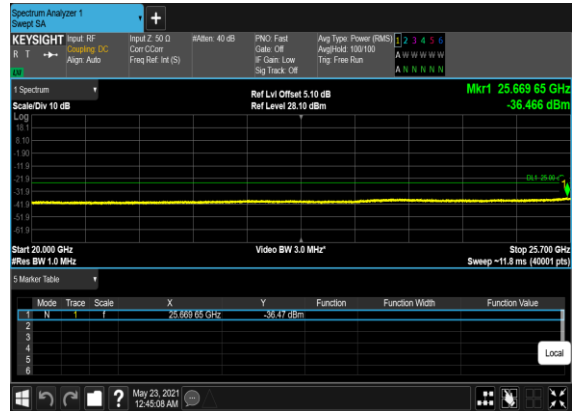 Spectrum Analyzer 1
Swept SA
+
KEYSIGHT Input: RF Input Z: 50 Ω #Atten: 40 dB PNO: Fast Avg Type: Power (RMS) 1 2 3 4 5 6
R T Coupling: DC Corr CCorr Gate: Off Avg|Hold: 100/100 A W W W W W
Align: Auto Freq Ref: Int (S) IF Gain: Low Trig: Free Run
Sig Track: Off A N N N N N
1 Spectrum
Ref Lvl Offset 5.10 dB Mkr1 25.669 65 GHz
Scale/Div 10 dB Ref Level 28.10 dBm -36.466 dBm
Log
18.1
8.10
-1.90
-11.9
-21.9
DL1 -25.00
1
-31.9
-41.9
-51.9
-61.9
Start 20.000 GHz Video BW 3.0 MHz* Stop 25.700 GHz
#Res BW 1.0 MHz Sweep ~11.8 ms (40001 pts)
5 Marker Table
Mode Trace Scale X Y Function Function Width Function Value
1 N 1 f 25.669 65 GHz -36.47 dBm
2
3
4
5
6
Local
? May 23, 2021
12:45:08 AM